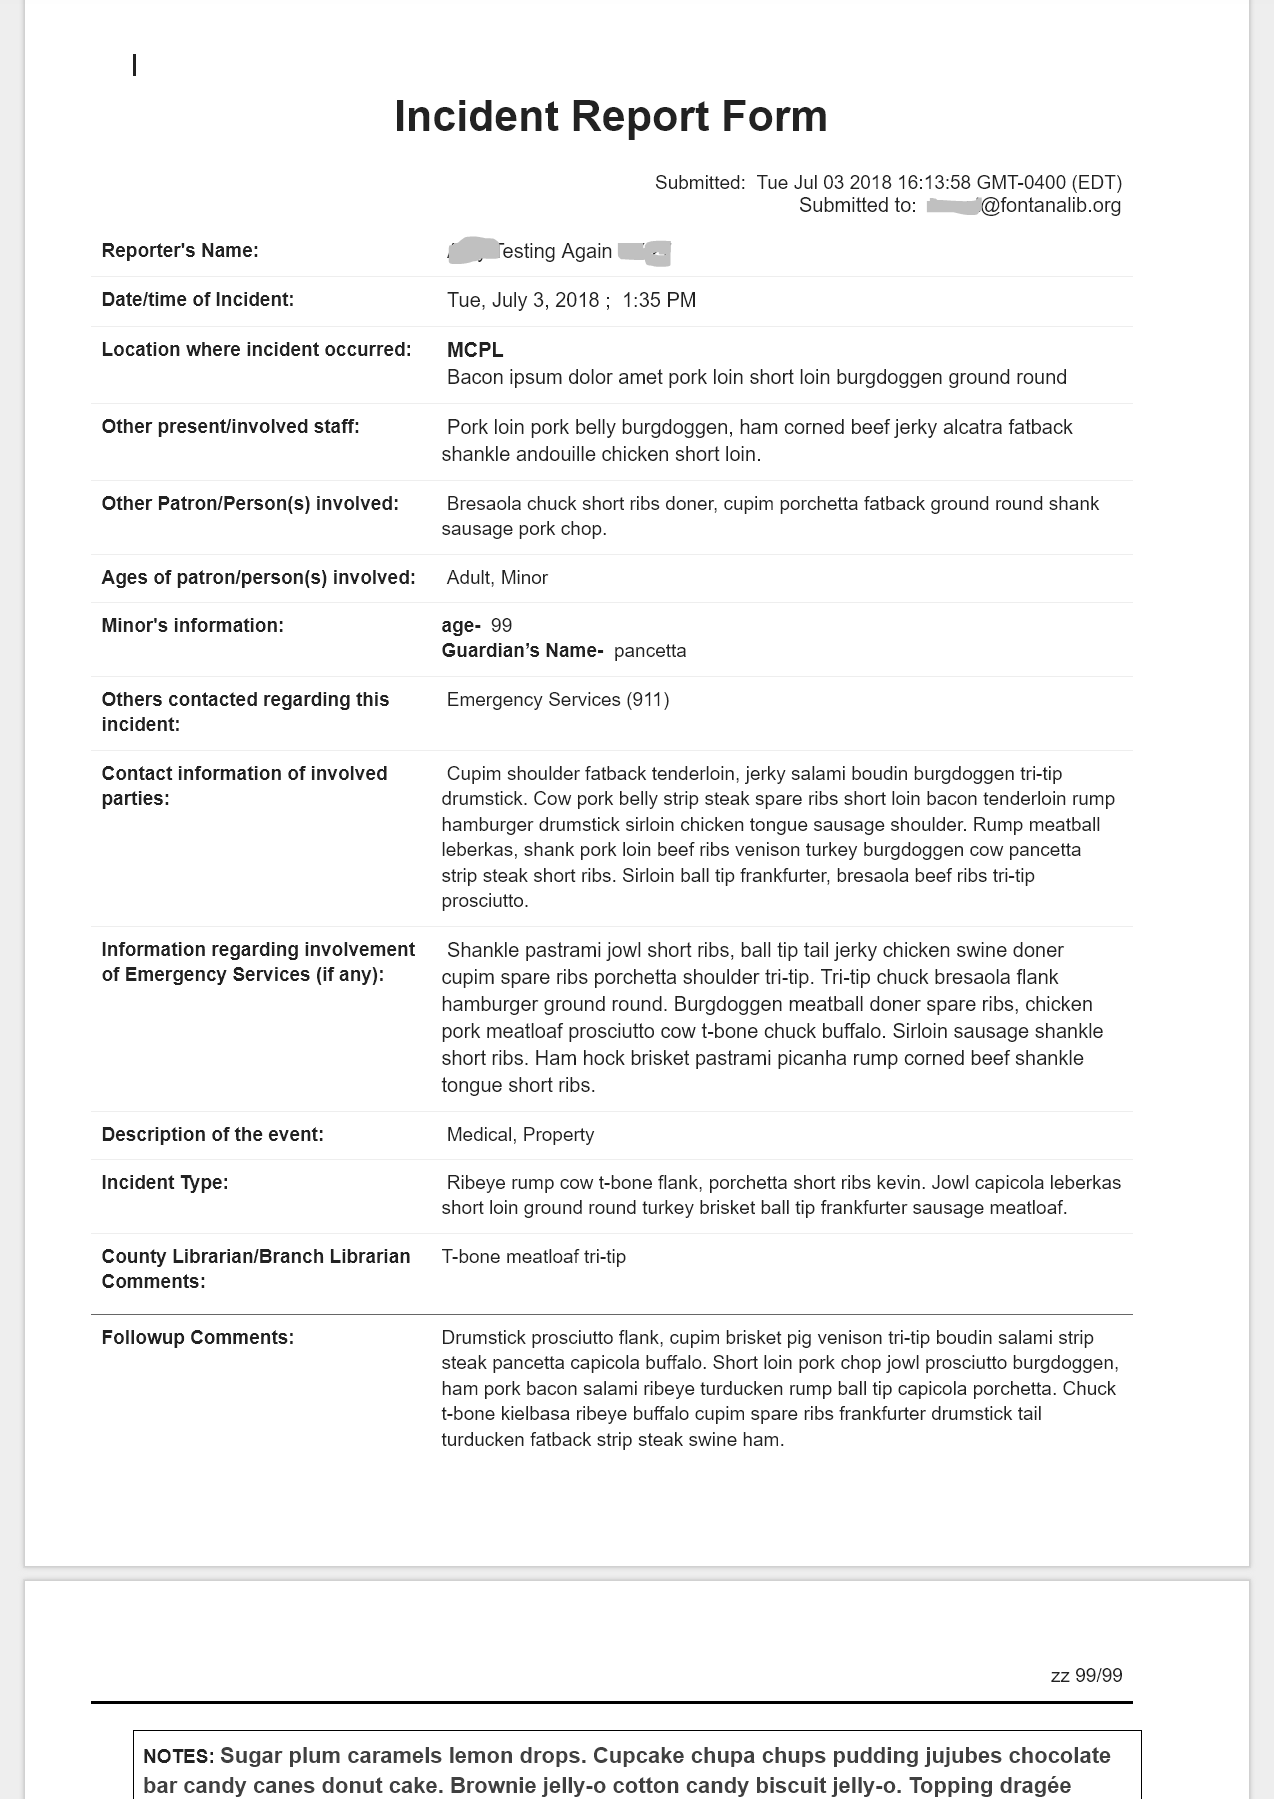 Incident Report Form
Submitted: Tue Jul 03 2018 16:13:58 GMT-0400 (EDT)
Submitted to: @fontanalib.org
Reporter's Name: Testing Again
Date/time of Incident: Tue, July 3, 2018 ; 1:35 PM
Location where incident occurred: MCPL
Bacon ipsum dolor amet pork loin short loin burgdoggen ground round
Other present/involved staff: Pork loin pork belly burgdoggen, ham corned beef jerky alcatra fatback
shankle andouille chicken short loin.
Other Patron/Person(s) involved: Bresaola chuck short ribs doner, cupim porchetta fatback ground round shank
sausage pork chop.
Ages of patron/person(s) involved: Adult, Minor
Minor's information: age- 99
Guardian’s Name- pancetta
Others contacted regarding this Emergency Services (911)
incident:
Contact information of involved Cupim shoulder fatback tenderloin, jerky salami boudin burgdoggen tri-tip
parties: drumstick. Cow pork belly strip steak spare ribs short loin bacon tenderloin rump
hamburger drumstick sirloin chicken tongue sausage shoulder. Rump meatball
leberkas, shank pork loin beef ribs venison turkey burgdoggen cow pancetta
strip steak short ribs. Sirloin ball tip frankfurter, bresaola beef ribs tri-tip
prosciutto.
Information regarding involvement Shankle pastrami jowl short ribs, ball tip tail jerky chicken swine doner
of Emergency Services (if any): cupim spare ribs porchetta shoulder tri-tip. Tri-tip chuck bresaola flank
hamburger ground round. Burgdoggen meatball doner spare ribs, chicken
pork meatloaf prosciutto cow t-bone chuck buffalo. Sirloin sausage shankle
short ribs. Ham hock brisket pastrami picanha rump corned beef shankle
tongue short ribs.
Description of the event: Medical, Property
Incident Type: Ribeye rump cow t-bone flank, porchetta short ribs kevin. Jowl capicola leberkas
short loin ground round turkey brisket ball tip frankfurter sausage meatloaf.
County Librarian/Branch Librarian T-bone meatloaf tri-tip
Comments:
Followup Comments: Drumstick prosciutto flank, cupim brisket pig venison tri-tip boudin salami strip
steak pancetta capicola buffalo. Short loin pork chop jowl prosciutto burgdoggen,
ham pork bacon salami ribeye turducken rump ball tip capicola porchetta. Chuck
t-bone kielbasa ribeye buffalo cupim spare ribs frankfurter drumstick tail
turducken fatback strip steak swine ham.
zz 99/99
NOTES: Sugar plum caramels lemon drops. Cupcake chupa chups pudding jujubes chocolate
bar candy canes donut cake. Brownie jelly-o cotton candy biscuit jelly-o. Topping dragée